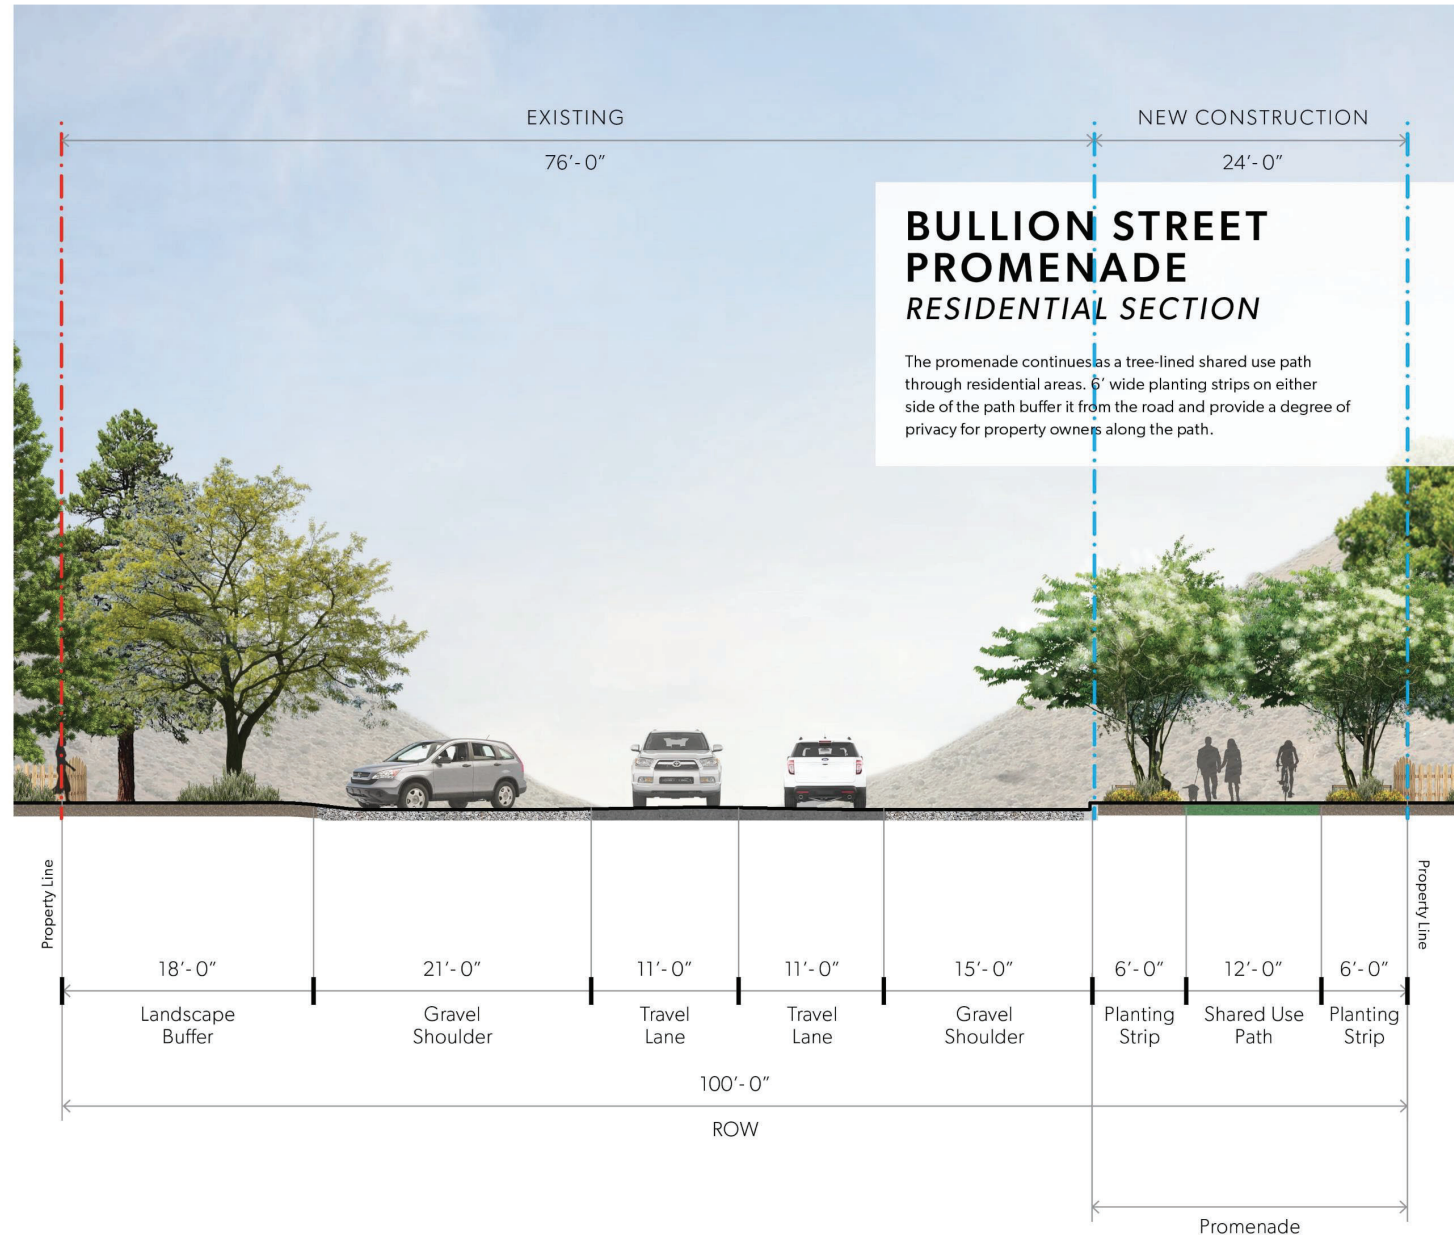 EXISTING
NEW CONSTRUCTION
76'-0"
24'-0"
BULLION STREET
PROMENADE
RESIDENTIAL SECTION
The promenade continues as a tree-lined shared use path
through residential areas. 6' wide planting strips on either
side of the path buffer it from the road and provide a degree of
privacy for property owners along the path.
Property Line
Property Line
18'-0"
21'-0"
11'-0"
11'-0"
15'-0"
6'-0"
12'-0"
6'-0"
Landscape
Buffer
Gravel
Shoulder
Travel
Lane
Travel
Lane
Gravel
Shoulder
Planting
Strip
Shared Use
Path
Planting
Strip
100'-0"
ROW
Promenade